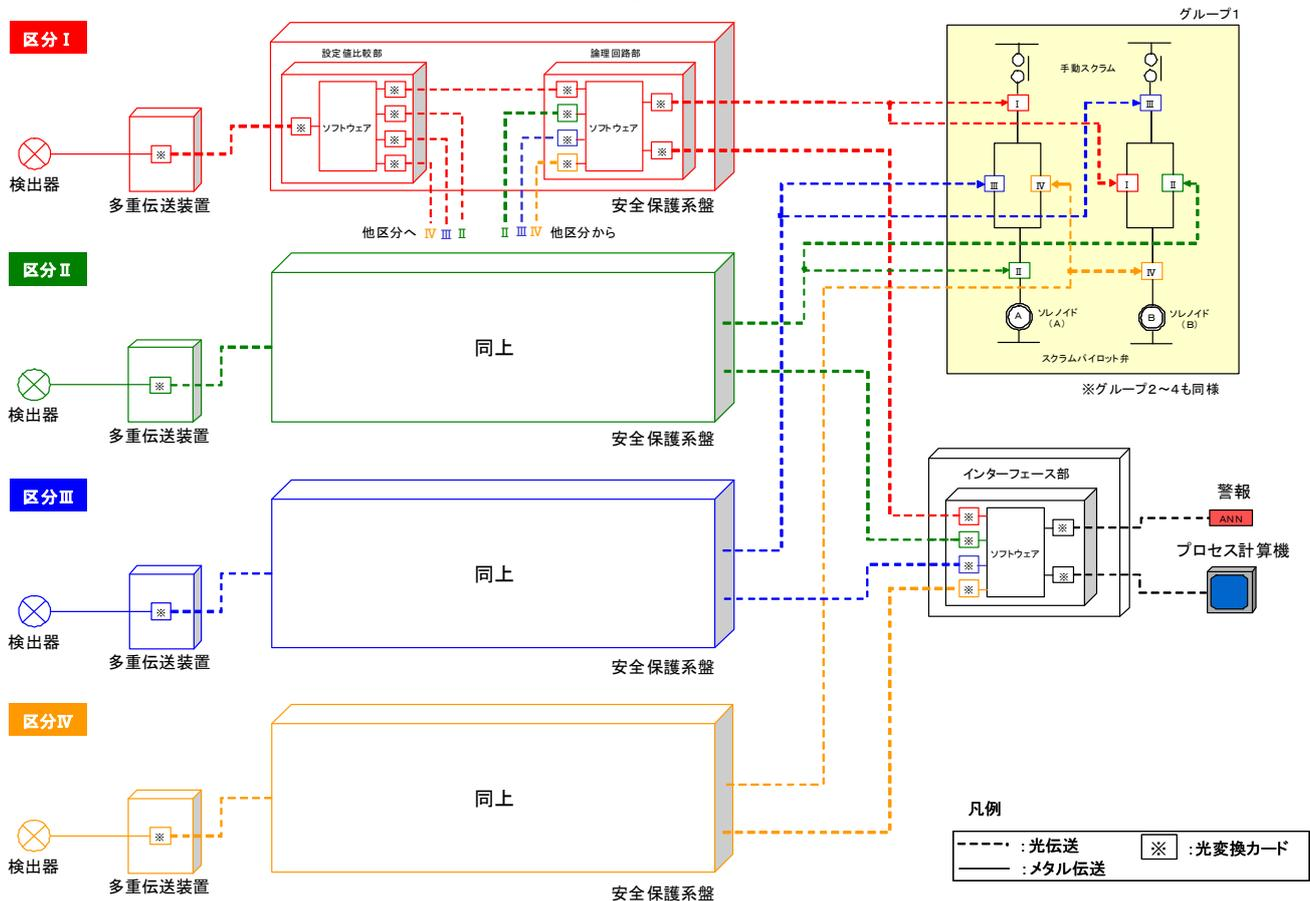 グループ1
区分Ⅰ
設定値比較部
論理回路部
手動スクラム
※
※
※
※
※
ソフトウェア
※
※
※
※
ソフトウェア
※
※
Ⅰ
Ⅲ
検出器
※
多重伝送装置
安全保護系盤
他区分へ Ⅳ Ⅲ Ⅱ
Ⅱ Ⅲ Ⅳ 他区分から
Ⅲ
Ⅳ
Ⅰ
Ⅱ
Ⅱ
Ⅳ
A
ソレノイド
(A)
B
ソレノイド
(B)
スクラムパイロット弁
※グループ2~4も同様
区分Ⅱ
同上
検出器
※
多重伝送装置
安全保護系盤
区分Ⅲ
同上
検出器
※
多重伝送装置
安全保護系盤
インターフェース部
※
※
※
※
ソフトウェア
※
※
警報
ANN
プロセス計算機
区分Ⅳ
同上
検出器
※
多重伝送装置
安全保護系盤
凡例
:光伝送
※ :光変換カード
:メタル伝送